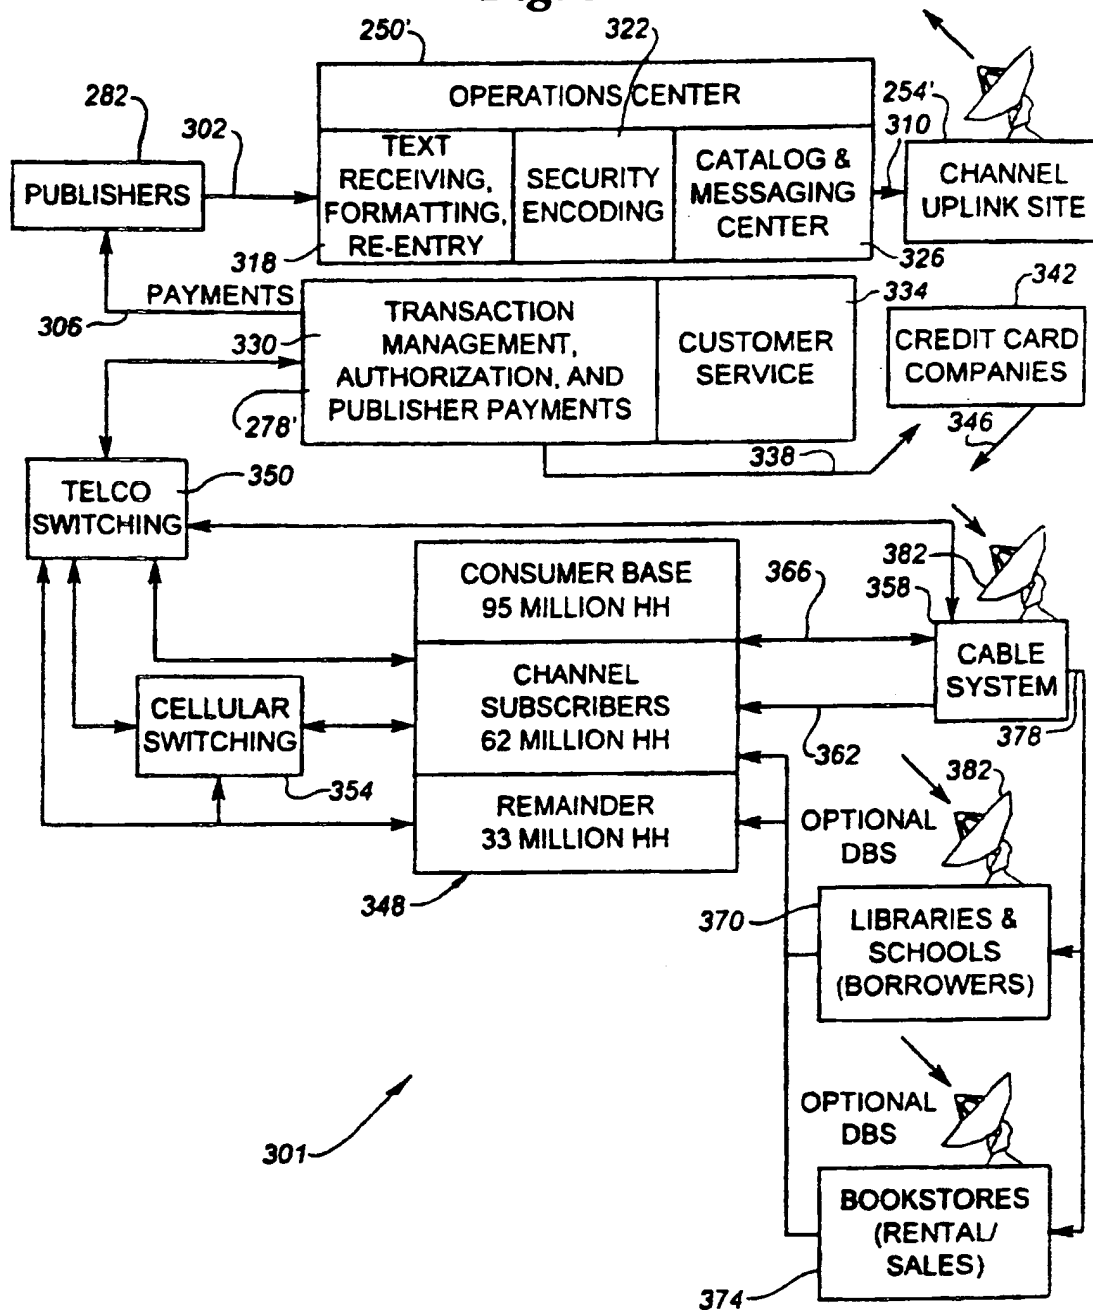 250'
322
OPERATIONS CENTER
282
302
PUBLISHERS
TEXT
RECEIVING,
FORMATTING,
RE-ENTRY
318
SECURITY
ENCODING
CATALOG &
MESSAGING
CENTER
326
310
254'
CHANNEL
UPLINK SITE
PAYMENTS
306
330
TRANSACTION
MANAGEMENT,
AUTHORIZATION, AND
PUBLISHER PAYMENTS
278'
334
CUSTOMER
SERVICE
342
CREDIT CARD
COMPANIES
346
338
350
TELCO
SWITCHING
CONSUMER BASE
95 MILLION HH
366
382
358
CABLE
SYSTEM
CHANNEL
SUBSCRIBERS
62 MILLION HH
CELLULAR
SWITCHING
354
362
378
REMAINDER
33 MILLION HH
348
382
OPTIONAL
DBS
370
LIBRARIES &
SCHOOLS
(BORROWERS)
301
OPTIONAL
DBS
BOOKSTORES
(RENTAL/
SALES)
374